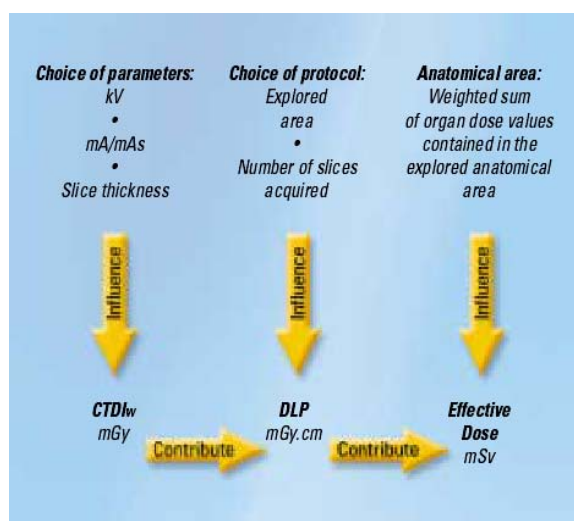 Choice of parameters:
kV
•
mA/mAs
•
Slice thickness
Choice of protocol:
Explored
area
•
Number of slices
acquired
Anatomical area:
Weighted sum
of organ dose values
contained in the
explored anatomical
area
Influence
Influence
Influence
CTDIw
mGy
Contribute
DLP
mGy.cm
Contribute
Effective
Dose
mSv